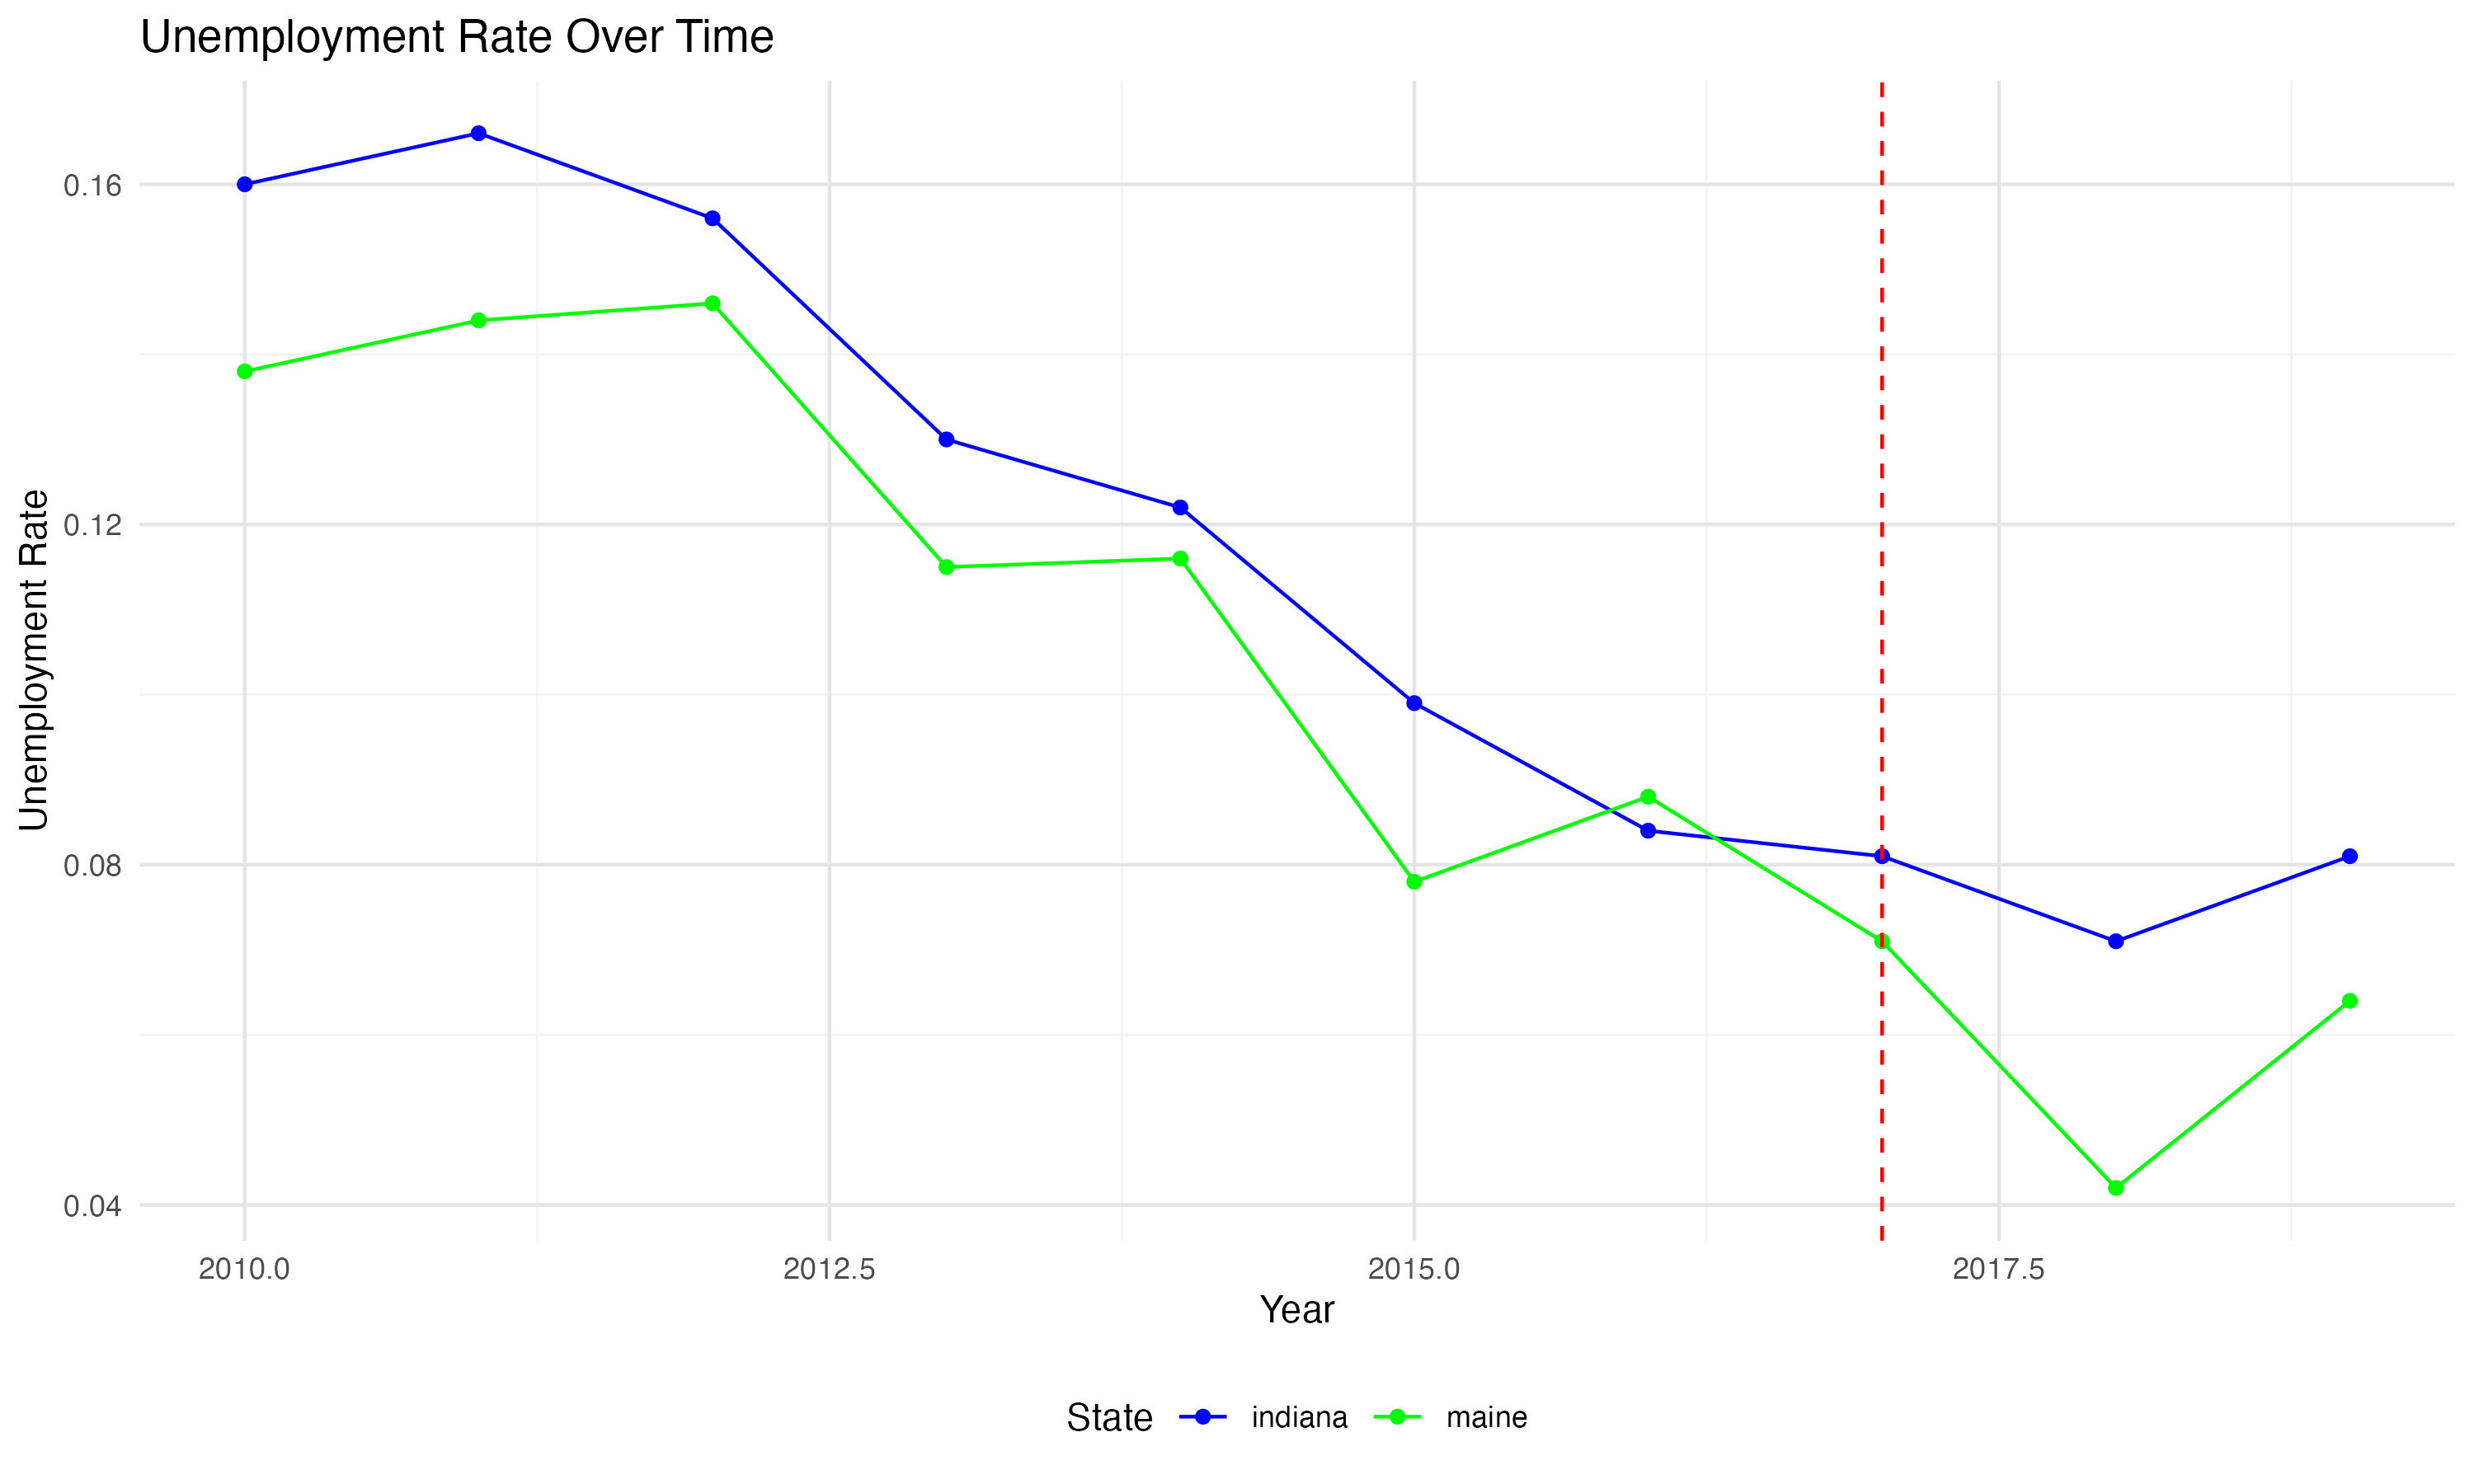 Unemployment Rate Over Time
Unemployment Rate
0.16
0.12
0.08
0.04
2010.0 2012.5 2015.0 2017.5
Year
State indiana maine